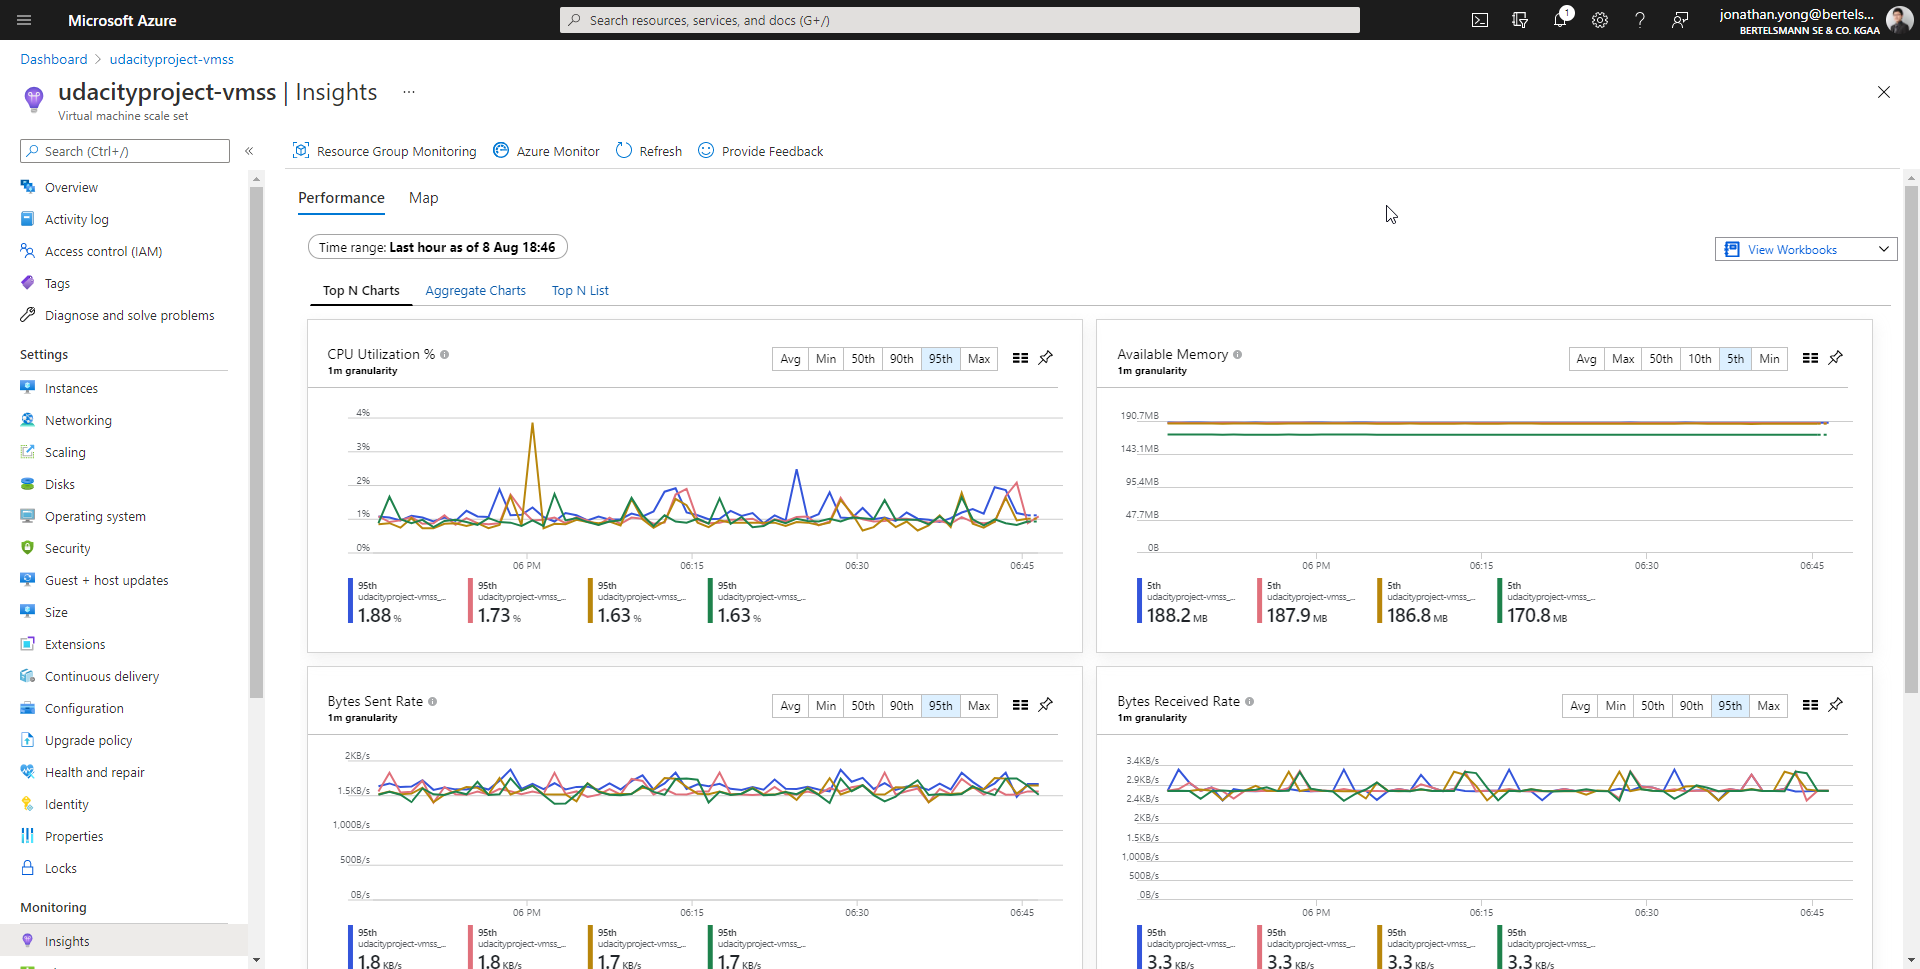 Microsoft Azure
Search resources, services, and docs (G+/)
1
jonathan.yong@bertels...
BERTELSMANN SE & CO. KGAA
Dashboard > udacityproject-vmss
udacityproject-vmss | Insights ...
Virtual machine scale set
Search (Ctrl+/)
«
Resource Group Monitoring
Azure Monitor
Refresh
Provide Feedback
Overview
Activity log
Access control (IAM)
Tags
Diagnose and solve problems
Settings
Instances
Networking
Scaling
Disks
Operating system
Security
Guest + host updates
Size
Extensions
Continuous delivery
Configuration
Upgrade policy
Health and repair
Identity
Properties
Locks
Monitoring
Insights
Performance
Map
Time range: Last hour as of 8 Aug 18:46
View Workbooks
Top N Charts
Aggregate Charts
Top N List
CPU Utilization %
1m granularity
Avg Min 50th 90th 95th Max
4%
3%
2%
1%
0%
06 PM 06:15 06:30 06:45
95th 95th 95th 95th
udacityproject-vmss_... udacityproject-vmss_... udacityproject-vmss_... udacityproject-vmss_...
1.88 % 1.73 % 1.63 % 1.63 %
Available Memory
1m granularity
Avg Max 50th 10th 5th Min
190.7MB
143.1MB
95.4MB
47.7MB
0B
06 PM 06:15 06:30 06:45
5th 5th 5th 5th
udacityproject-vmss_... udacityproject-vmss_... udacityproject-vmss_... udacityproject-vmss_...
188.2 MB 187.9 MB 186.8 MB 170.8 MB
Bytes Sent Rate
1m granularity
Avg Min 50th 90th 95th Max
2KB/s
1.5KB/s
1,000B/s
500B/s
0B/s
06 PM 06:15 06:30 06:45
95th 95th 95th 95th
udacityproject-vmss_... udacityproject-vmss_... udacityproject-vmss_... udacityproject-vmss_...
1.8 KB/s 1.8 KB/s 1.7 KB/s 1.7 KB/s
Bytes Received Rate
1m granularity
Avg Min 50th 90th 95th Max
3.4KB/s
2.9KB/s
2.4KB/s
2KB/s
1.5KB/s
1,000B/s
500B/s
0B/s
06 PM 06:15 06:30 06:45
95th 95th 95th 95th
udacityproject-vmss_... udacityproject-vmss_... udacityproject-vmss_... udacityproject-vmss_...
3.3 KB/s 3.3 KB/s 3.3 KB/s 3.3 KB/s